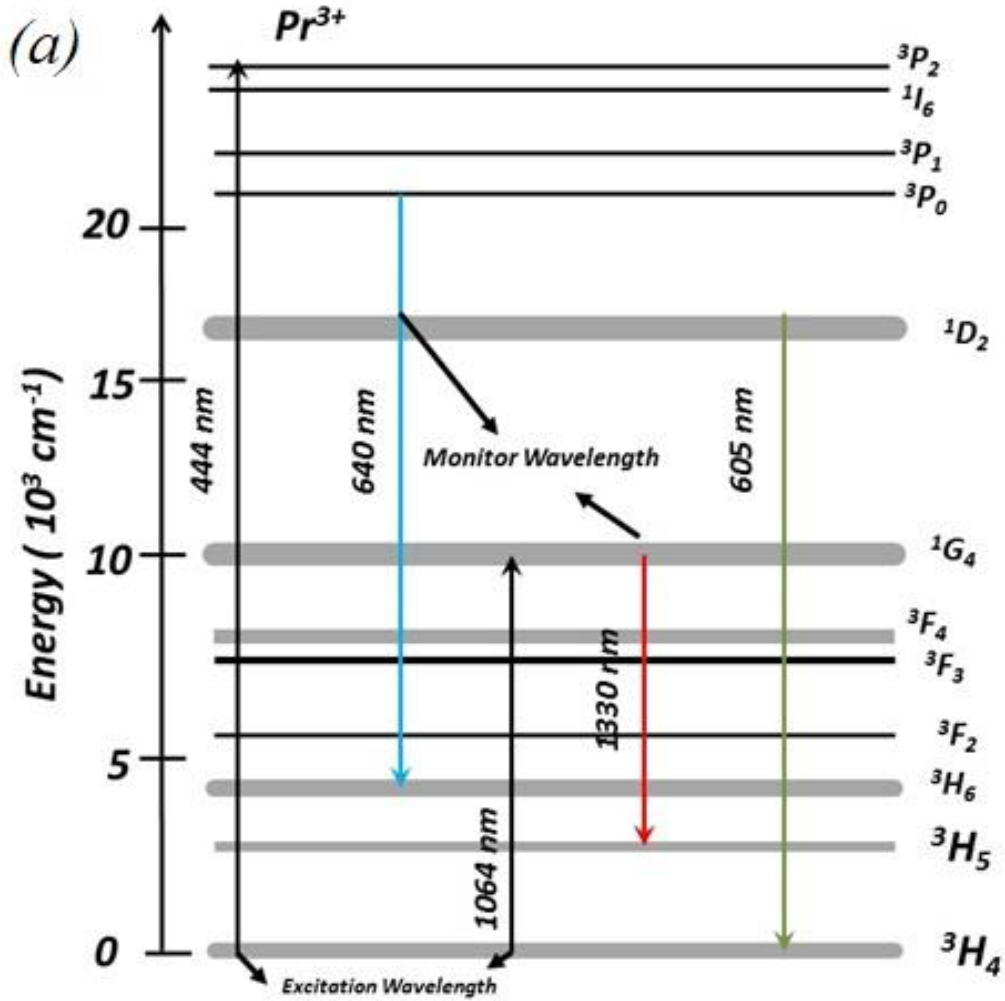 (a)
Pr³⁺
³P₂
¹I₆
³P₁
³P₀
20
¹D₂
15
Energy ( 10³ cm⁻¹)
444 nm
640 nm
605 nm
Monitor Wavelength
10
¹G₄
³F₄
³F₃
1330 nm
³F₂
5
³H₆
1064 nm
³H₅
0
³H₄
Excitation Wavelength